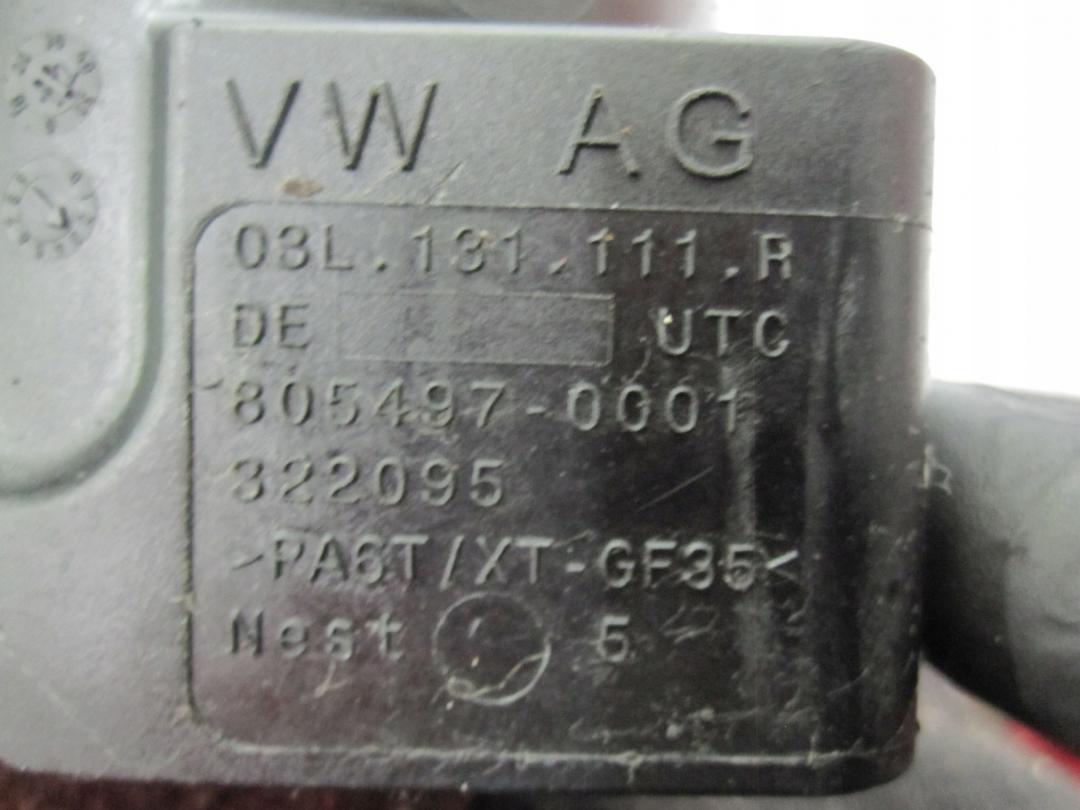 VW AG
03L.131.111.R
DE UTC
805497-0001
322095
>PA6T/XT-GF35<
Nest 5